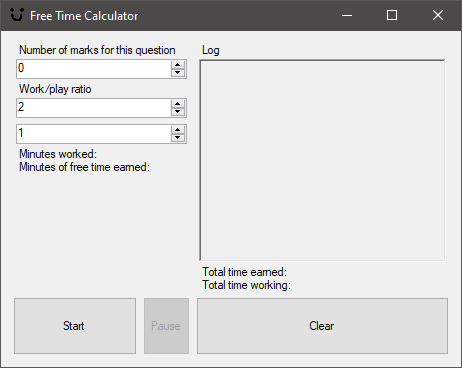 Free Time Calculator
Number of marks for this question
0
Work/play ratio
2
1
Minutes worked:
Minutes of free time earned:
Log
Total time earned:
Total time working:
Start
Pause
Clear